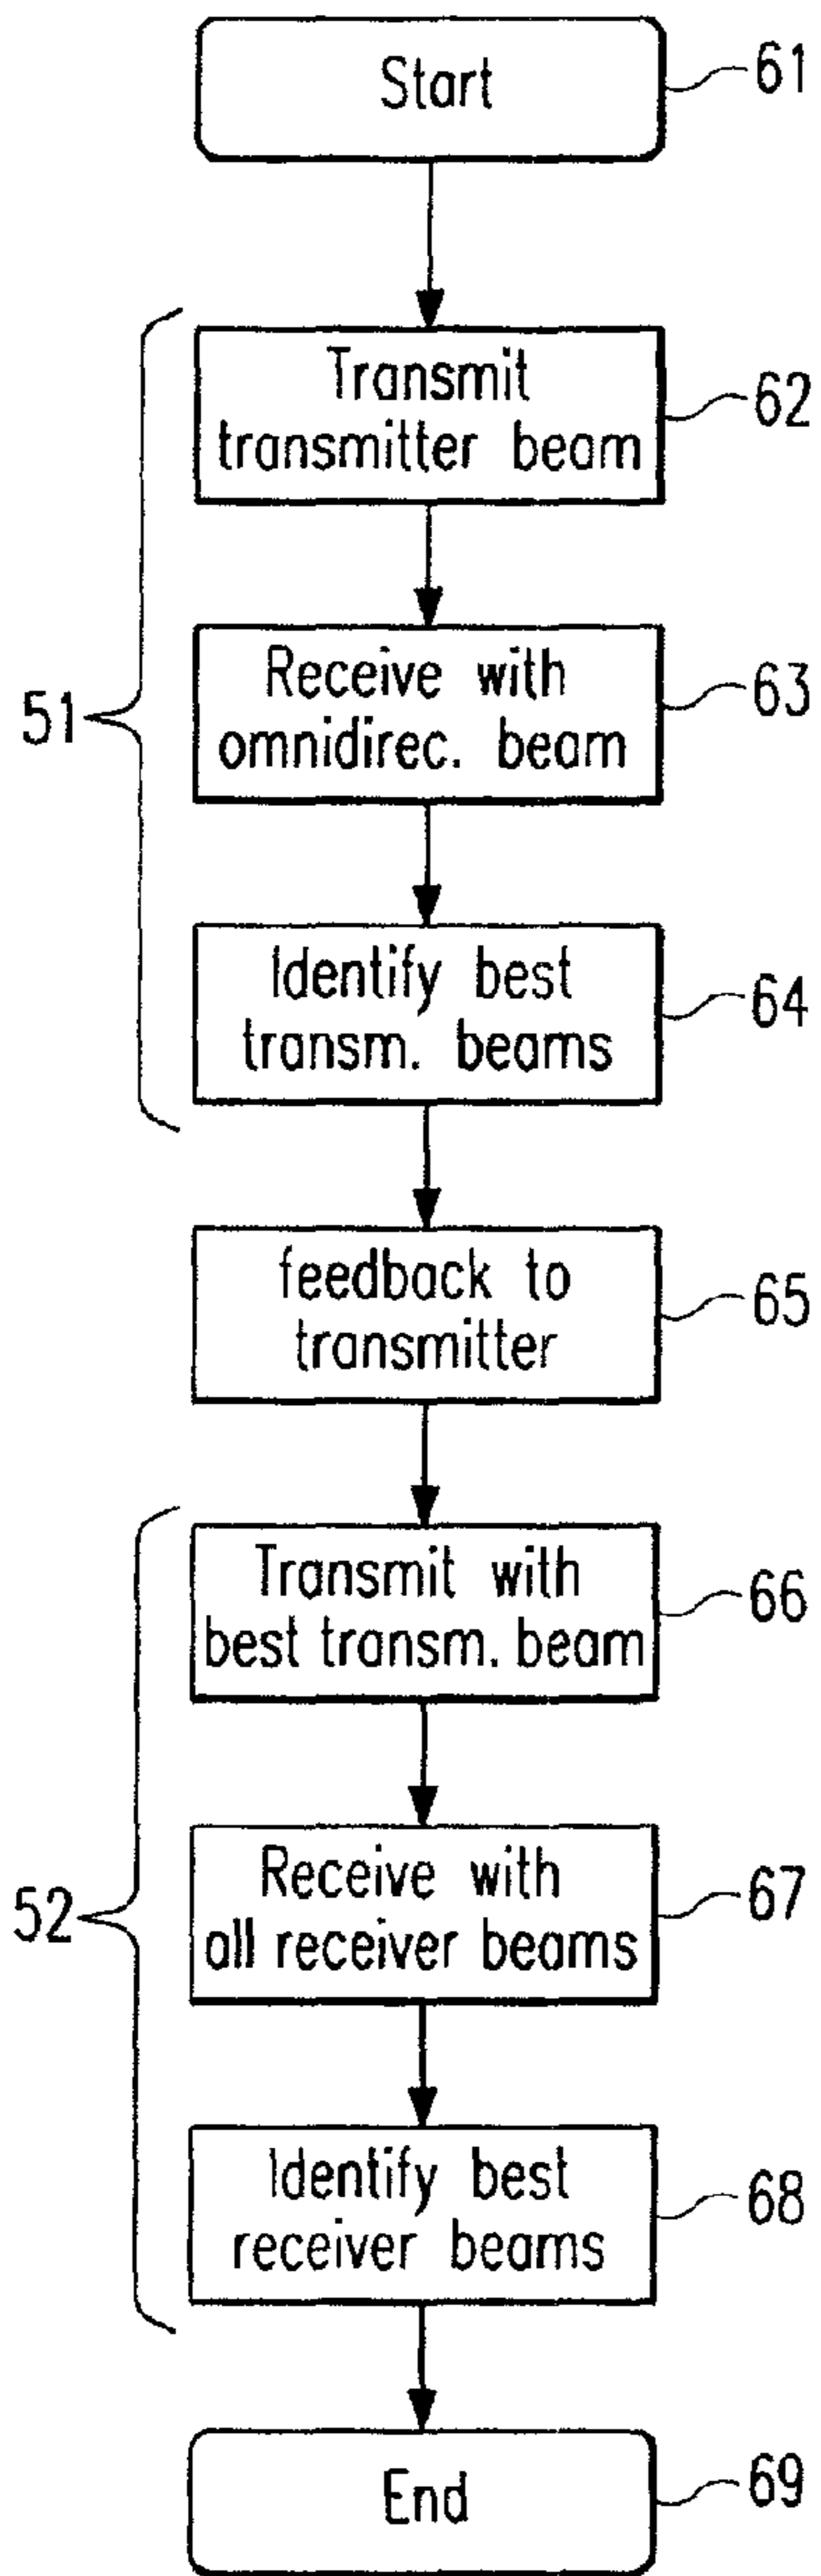 Start
61
Transmit
transmitter beam
62
Receive with
omnidirec. beam
63
51
Identify best
transm. beams
64
feedback to
transmitter
65
Transmit with
best transm. beam
66
Receive with
all receiver beams
67
52
Identify best
receiver beams
68
End
69